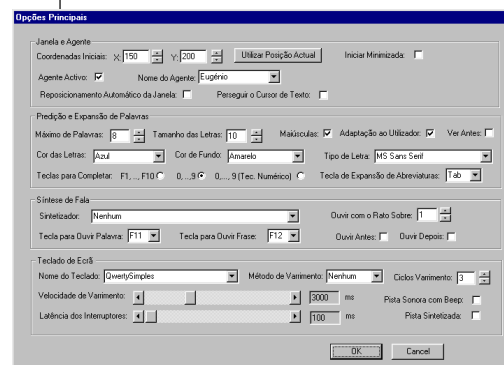 Opções Principais
Janela e Agente
Coordenadas Iniciais: X: 150 Y: 200 Utilizar Posição Actual Iniciar Minimizada:
Agente Activo: Nome do Agente: Eugénio
Reposicionamento Automático da Janela: Perseguir o Cursor de Texto:
Predição e Expansão de Palavras
Máximo de Palavras: 8 Tamanho das Letras: 10 Maiúsculas: Adaptação ao Utilizador: Ver Antes:
Cor das Letras: Azul Cor de Fundo: Amarelo Tipo de Letra: MS Sans Serif
Teclas para Completar: F1, .., F10 0, ..,9 0,..., 9 (Tec. Numérico) Tecla de Expansão de Abreviaturas: Tab
Síntese de Fala
Sintetizador: Nenhum Ouvir com o Rato Sobre: 1
Tecla para Ouvir Palavra: F11 Tecla para Ouvir Frase: F12 Ouvir Antes: Ouvir Depois:
Teclado de Ecrã
Nome do Teclado: QwertySimples Método de Varrimento: Nenhum Ciclos Varrimento: 3
Velocidade de Varrimento: 3000 ms Pista Sonora com Beep:
Latência dos Interruptores: 100 ms Pista Sintetizada:
OK Cancel